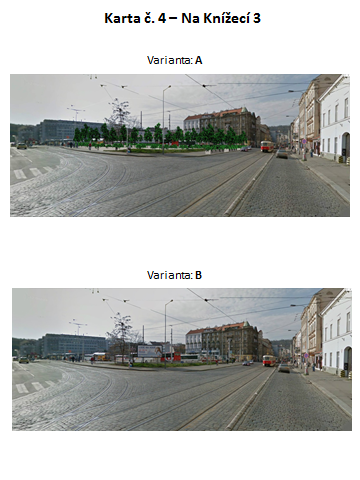 Karta č. 4 – Na Knížecí 3
Varianta: A
Varianta: B